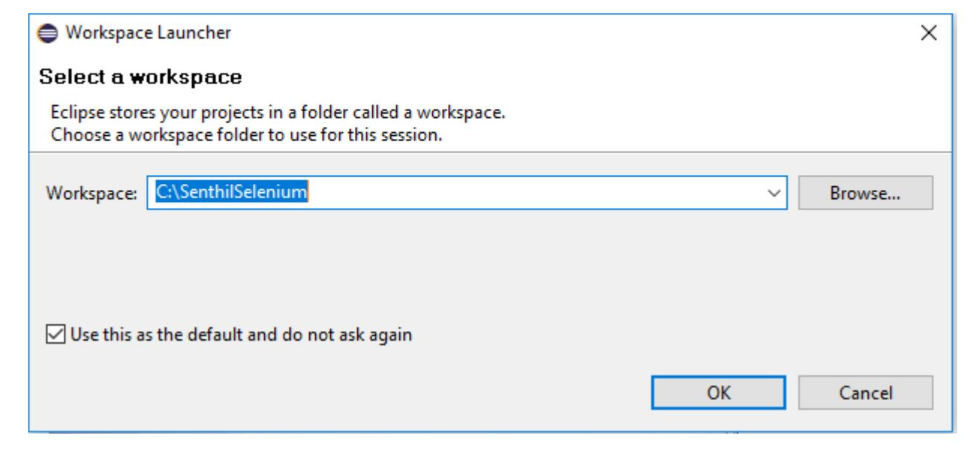 Workspace Launcher
Select a workspace
Eclipse stores your projects in a folder called a workspace.
Choose a workspace folder to use for this session.
Workspace: C:\SenthilSelenium Browse...
Use this as the default and do not ask again
OK Cancel